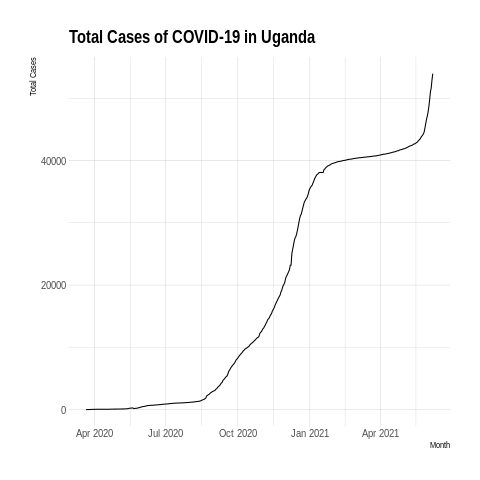 Total Cases of COVID-19 in Uganda
Total Cases
40000
20000
0
Apr 2020 Jul 2020 Oct 2020 Jan 2021 Apr 2021
Month